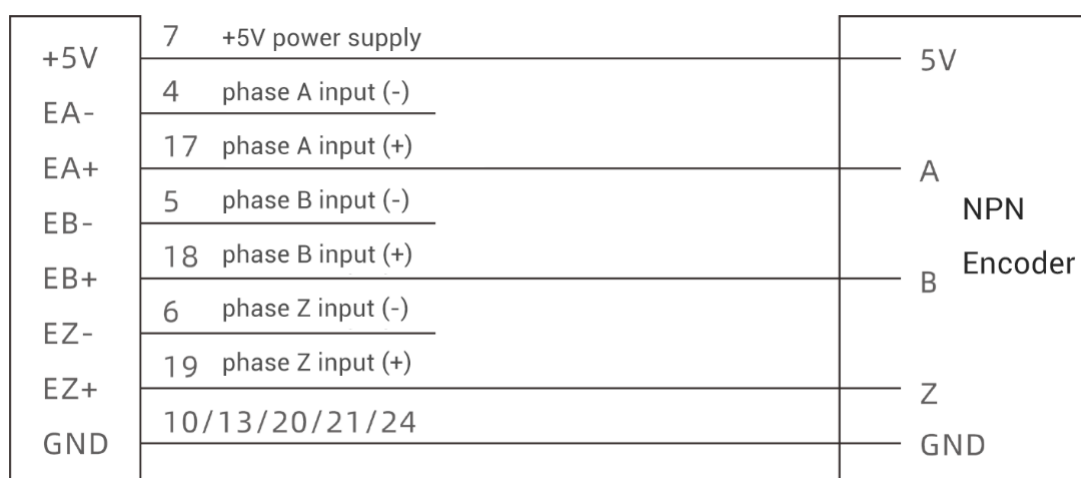 7 +5V power supply
+5V 5V
4 phase A input (-)
EA-
17 phase A input (+)
EA+ A
5 phase B input (-)
EB-
NPN
18 phase B input (+)
EB+ B
Encoder
6 phase Z input (-)
EZ-
19 phase Z input (+)
EZ+ Z
10/13/20/21/24
GND GND